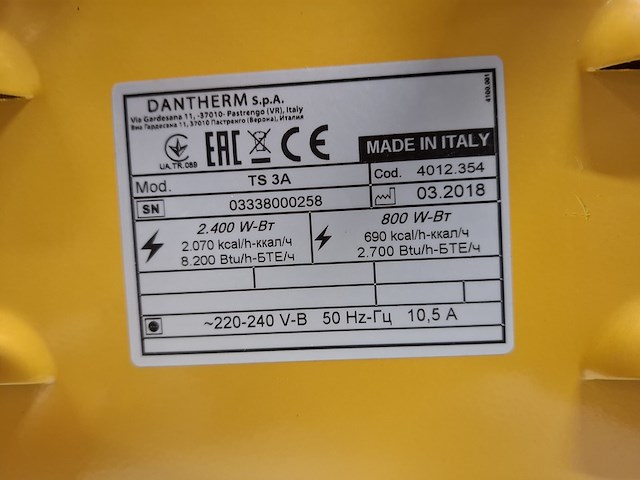 DANTHERM S.p.A.
Via Gardesana 11, -37010- Pastrengo (VR), Italy
Виа Гардесана 11, 37010 Пастренго (Верона), Италия
4160.001
UA.TR.089
EAC CE
MADE IN ITALY
Mod. TS 3A Cod. 4012.354
SN 03338000258 03.2018
2.400 W-Вт 800 W-Вт
2.070 kcal/h-ккал/ч 690 kcal/h-ккал/ч
8.200 Btu/h-БТЕ/ч 2.700 Btu/h-БТЕ/ч
~220-240 V-В 50 Hz-Гц 10,5 A